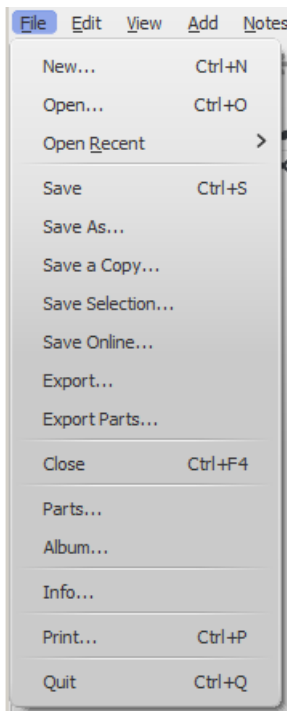 File Edit View Add Notes
New... Ctrl+N
Open... Ctrl+O
Open Recent
Save Ctrl+S
Save As...
Save a Copy...
Save Selection...
Save Online...
Export...
Export Parts...
Close Ctrl+F4
Parts...
Album...
Info...
Print... Ctrl+P
Quit Ctrl+Q